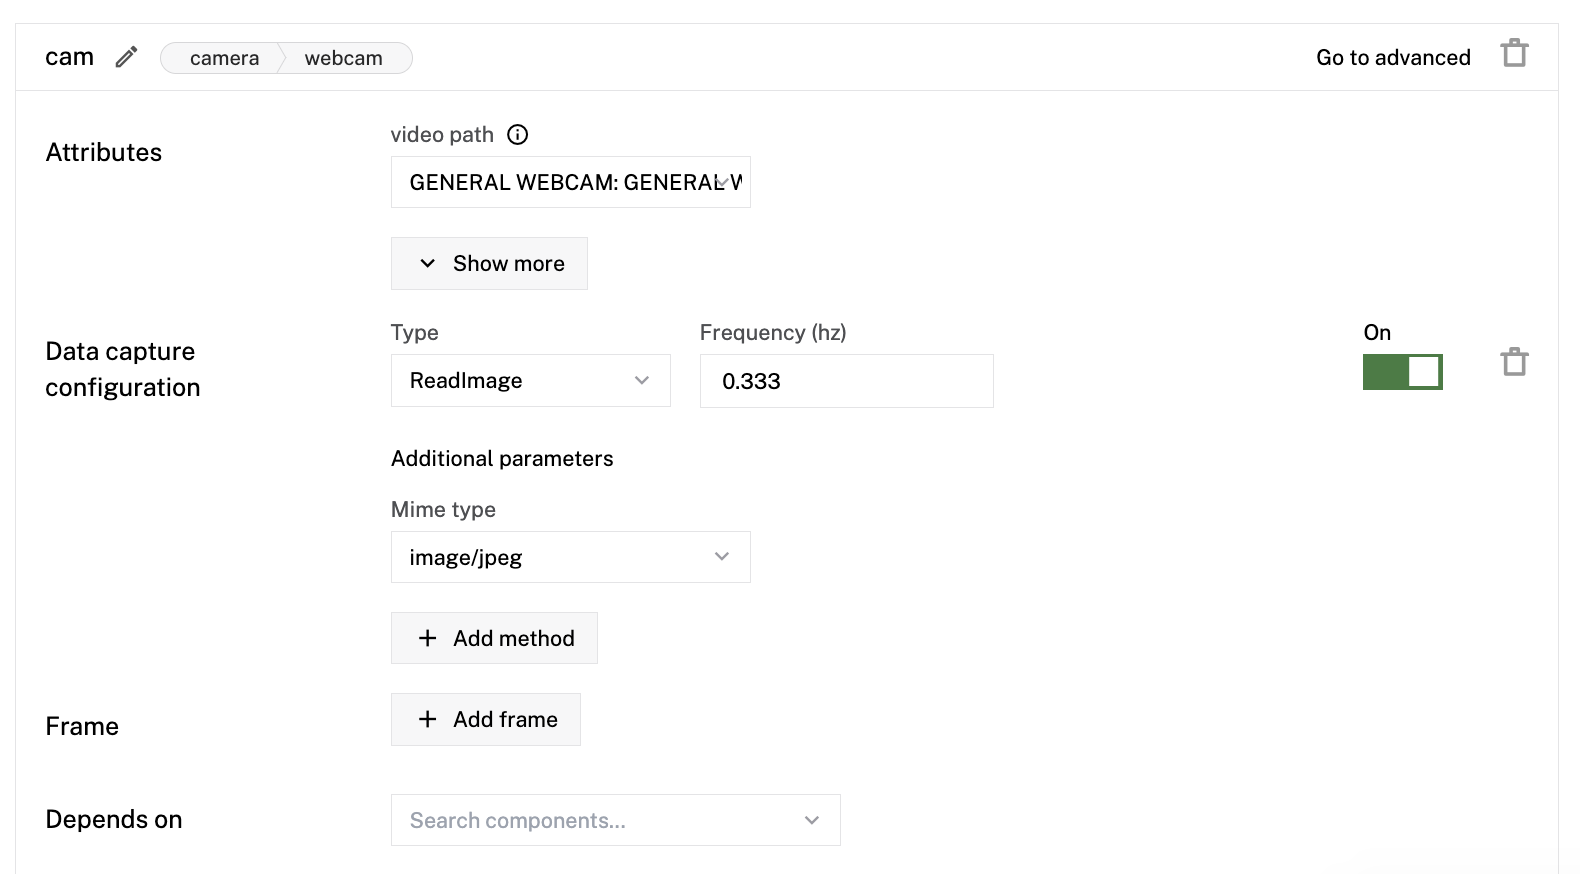 cam
camera
webcam
Go to advanced
Attributes
video path
GENERAL WEBCAM: GENERAL W
Show more
Data capture
configuration
Type
Frequency (hz)
On
ReadImage
0.333
Additional parameters
Mime type
image/jpeg
Add method
Frame
Add frame
Depends on
Search components...